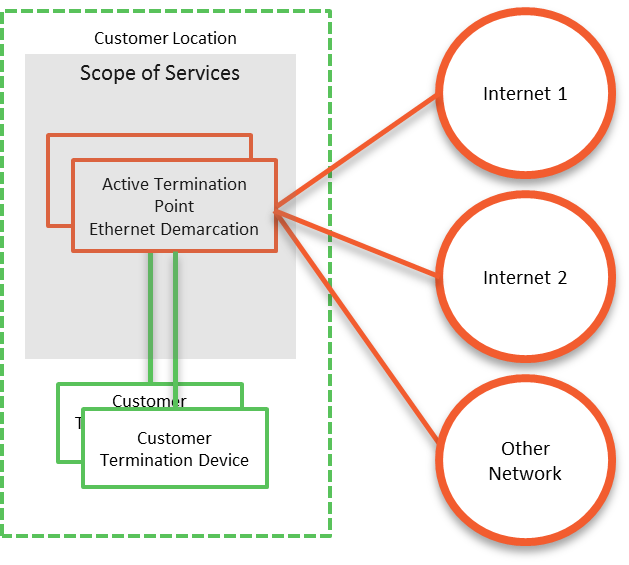 Customer Location
Scope of Services
Active Termination
Point
Ethernet Demarcation
Customer
T
Customer
Termination Device
Internet 1
Internet 2
Other
Network